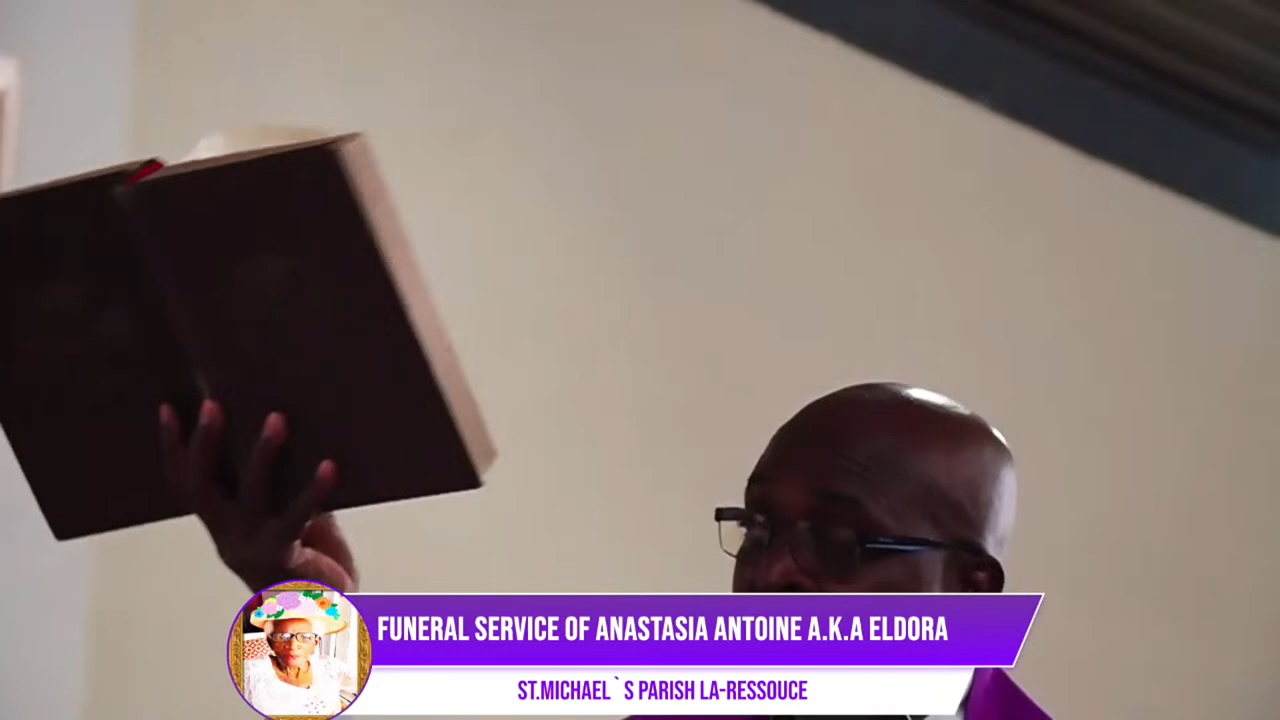 FUNERAL SERVICE OF ANASTASIA ANTOINE A.K.A ELDORA
ST.MICHAEL`S PARISH LA-RESSOUCE